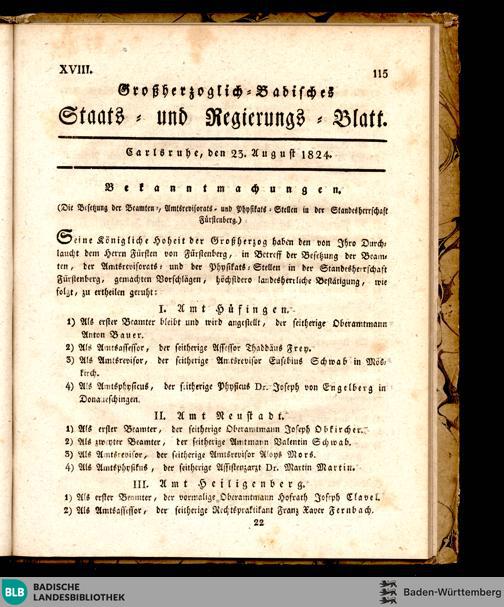 XVIII. 115
Großherzoglich-Badisches
Staats- und Regierungs-Blatt.
Carlsruhe, den 23. August 1824.
Bekanntmachungen.
(Die Besetzung der Beamten-, Amtsrevisorats- und Physikats-Stellen in der Standesherrschaft
Fürstenberg.)
Seine Königliche Hoheit der Großherzog haben den von Ihro Durch-
laucht dem Herrn Fürsten von Fürstenberg, in Betreff der Besetzung der Beam-
ten, der Amtsrevisorats- und der Physikats-Stellen in der Standesherrschaft
Fürstenberg, gemachten Vorschlägen, höchstdero landesherrliche Bestätigung, wie
folgt, zu ertheilen geruht:
I. Amt Hüfingen.
1) Als erster Beamter bleibt und wird angestellt, der seitherige Oberamtmann
Anton Bauer.
2) Als Amtsassessor, der seitherige Assessor Thaddäus Frey.
3) Als Amtsrevisor, der seitherige Amtsrevisor Eusebius Schwab in Mös-
kirch.
4) Als Amtsphysicus, der seitherige Physicus Dr. Joseph von Engelberg in
Donaueschingen.
II. Amt Neustadt.
1) Als erster Beamter, der seitherige Oberamtmann Joseph Obkircher.
2) Als zweyter Beamter, der seitherige Amtmann Valentin Schwab.
3) Als Amtsrevisor, der seitherige Amtsrevisor Aloys Mors.
4) Als Amtsphysikus, der seitherige Assistenzarzt Dr. Martin Martin.
III. Amt Heiligenberg.
1) Als erster Beamter, der vormalige Oberamtmann Hofrath Joseph Clavel.
2) Als Amtsassessor, der seitherige Rechtspraktikant Franz Xaver Fernbach.
22
BLB BADISCHE
LANDESBIBLIOTHEK
Baden-Württemberg